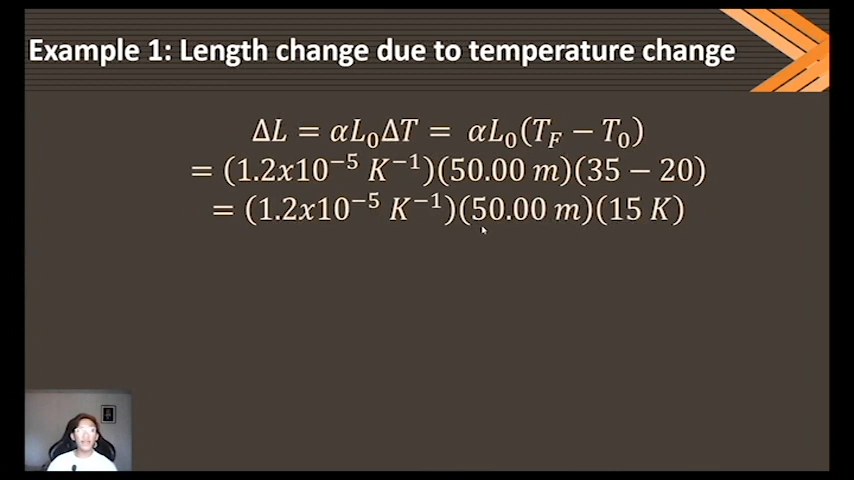 Example 1: Length change due to temperature change
ΔL = αL₀ΔT = αL₀(T_F − T₀)
= (1.2x10⁻⁵ K⁻¹)(50.00 m)(35 − 20)
= (1.2x10⁻⁵ K⁻¹)(50.00 m)(15 K)